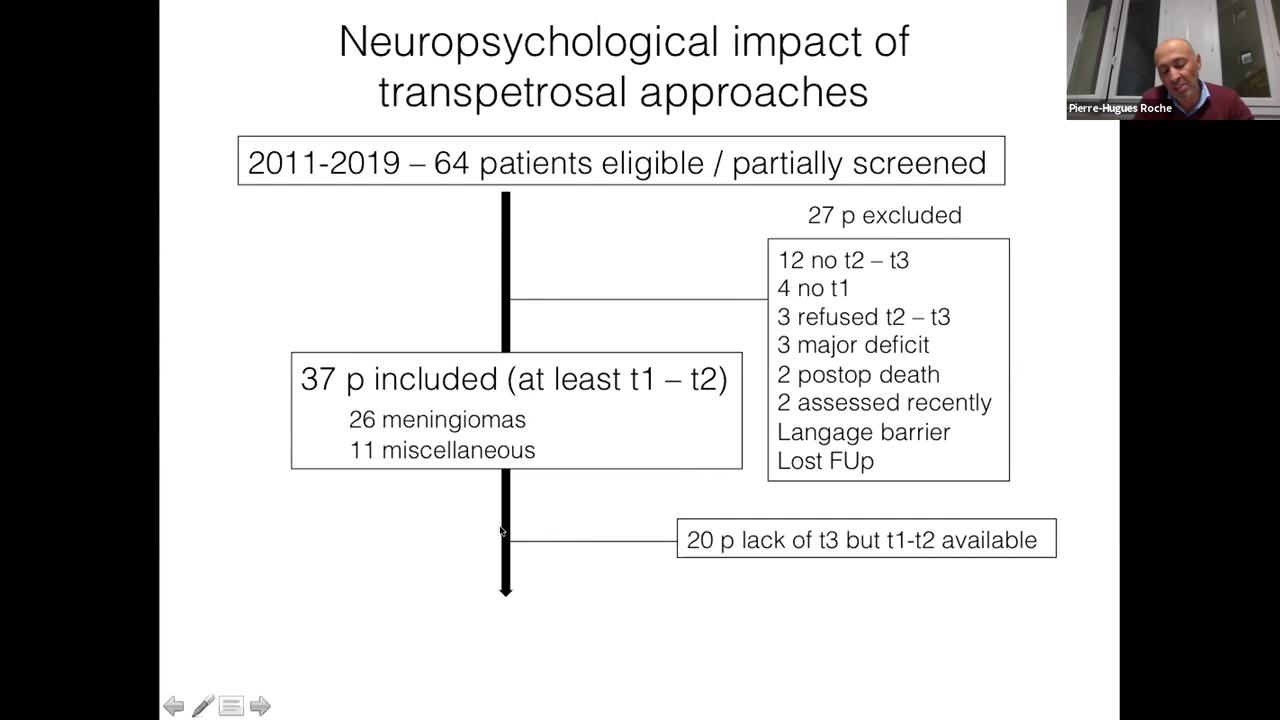 Neuropsychological impact of
transpetrosal approaches
Pierre-Hugues Roche
2011-2019 – 64 patients eligible / partially screened
27 p excluded
12 no t2 – t3
4 no t1
3 refused t2 – t3
3 major deficit
2 postop death
2 assessed recently
Langage barrier
Lost FUp
37 p included (at least t1 – t2)
26 meningiomas
11 miscellaneous
20 p lack of t3 but t1-t2 available